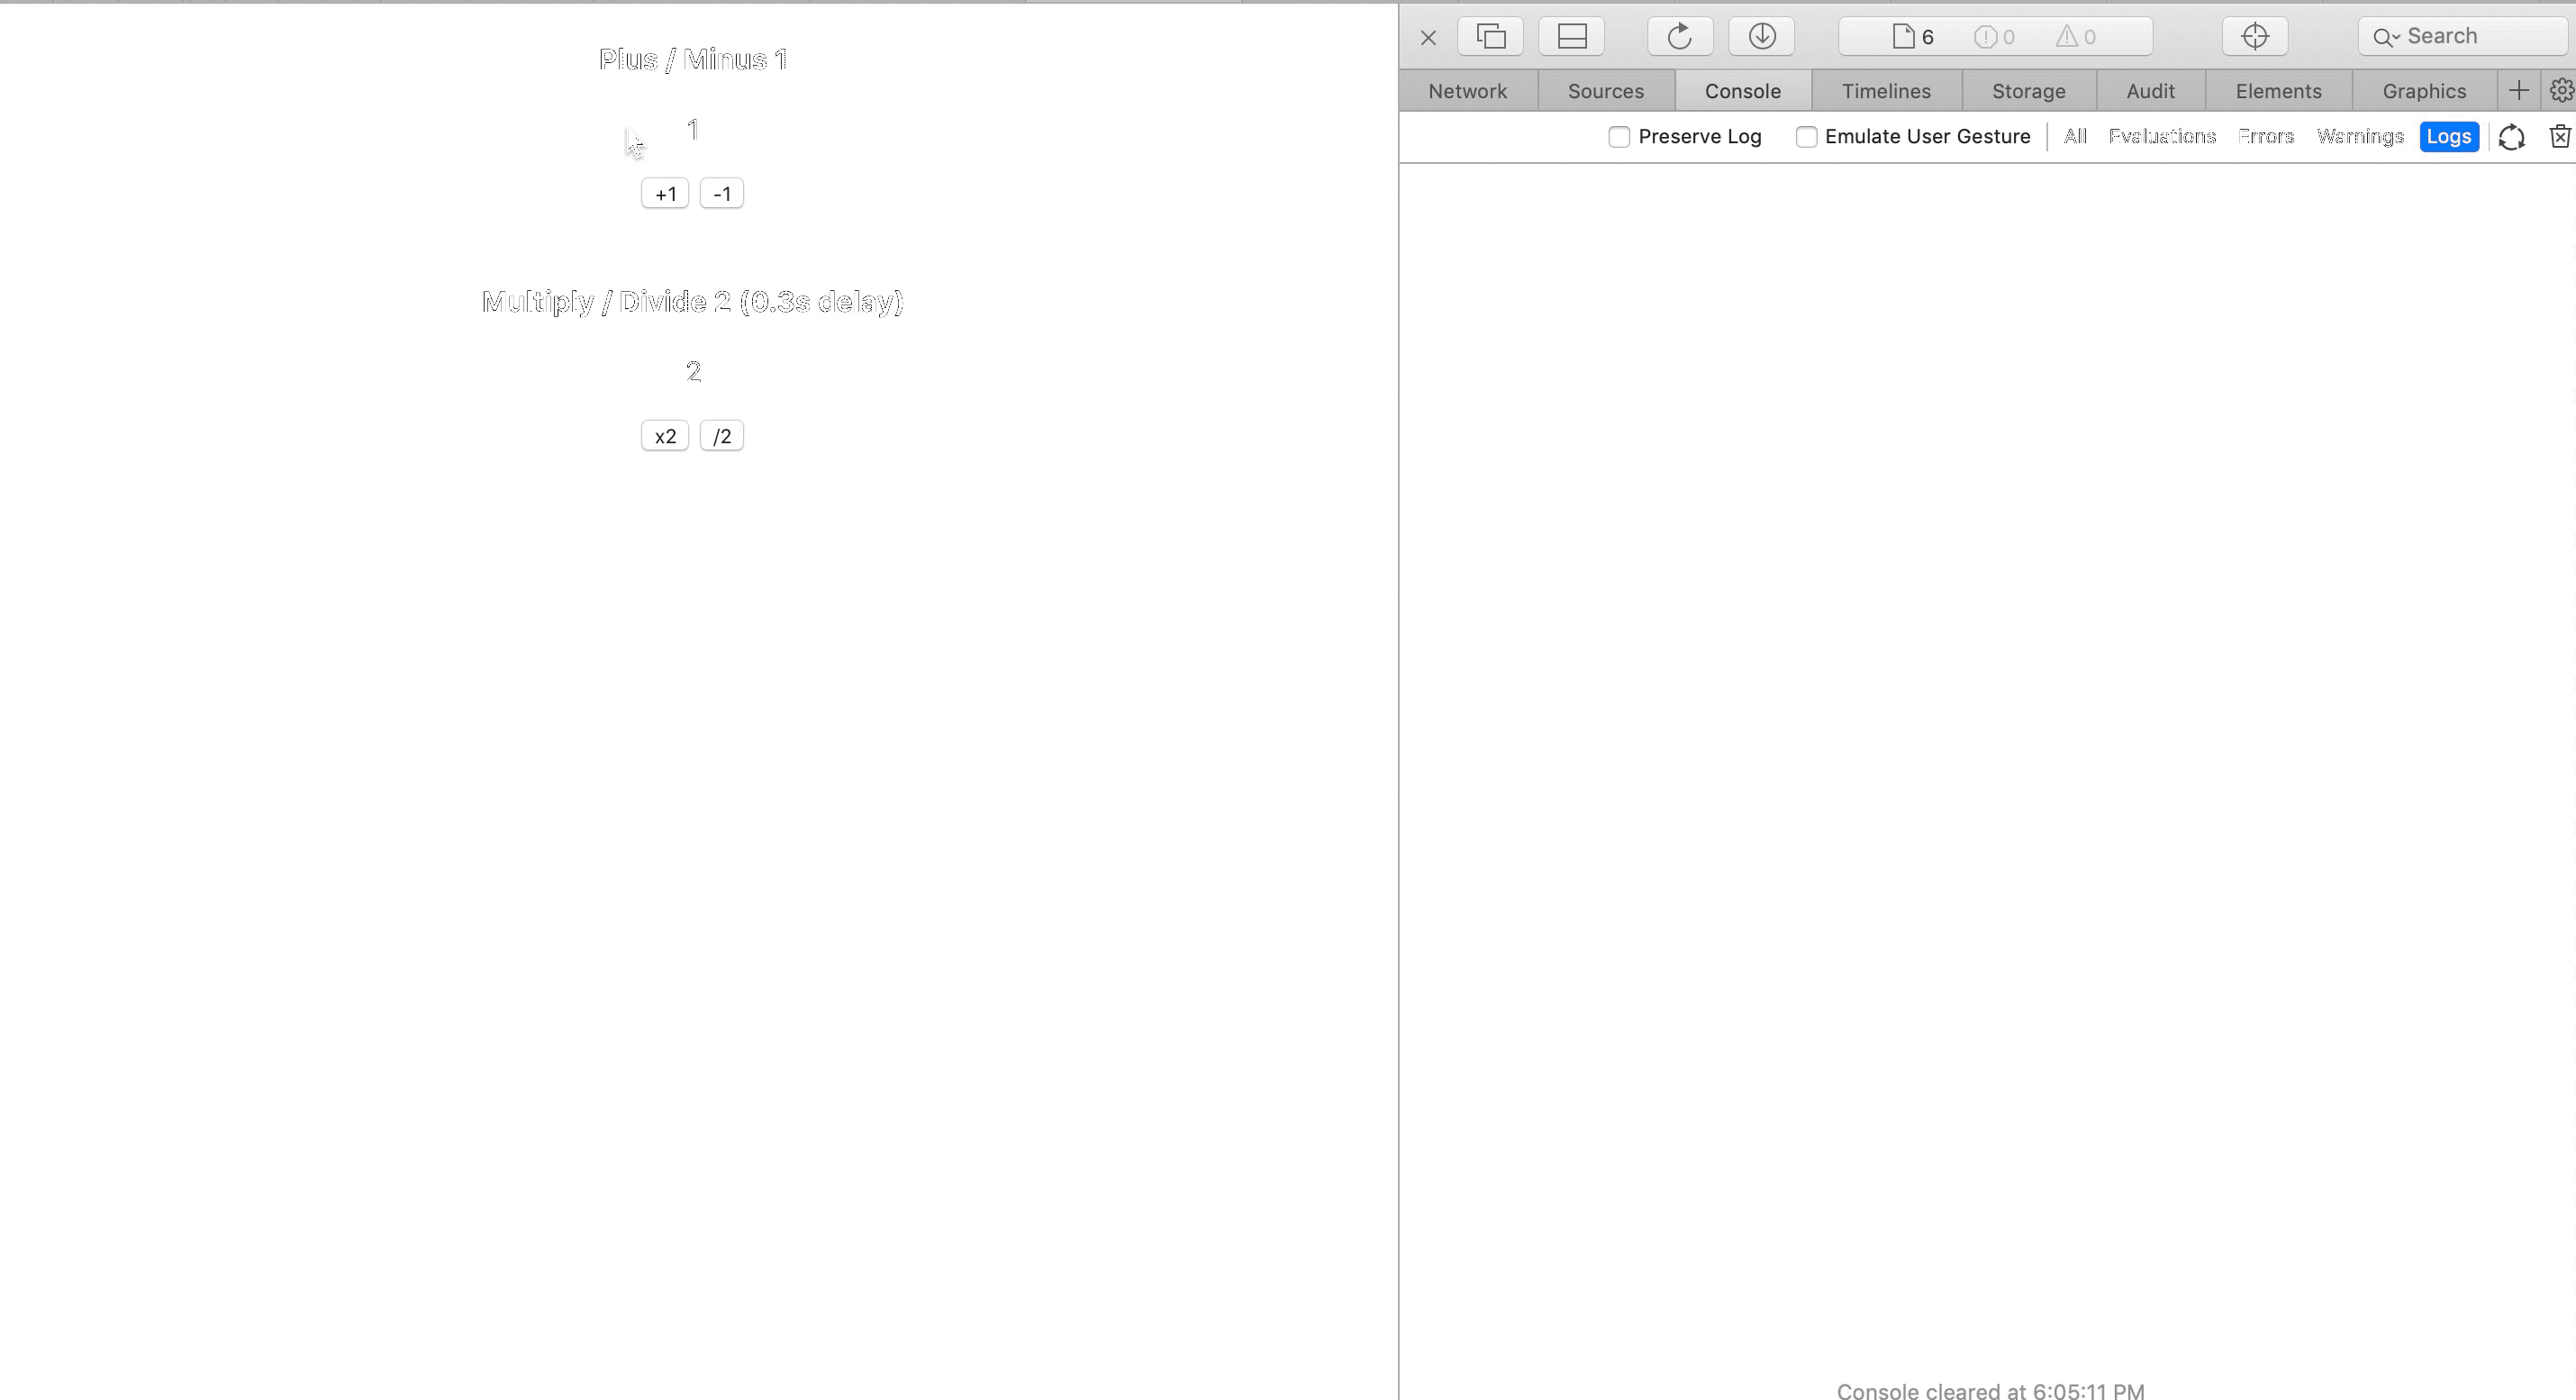 Plus / Minus 1
1
+1 -1
Multiply / Divide 2 (0.3s delay)
2
x2 /2
6 0 0 Search
Network Sources Console Timelines Storage Audit Elements Graphics
Preserve Log Emulate User Gesture All Evaluations Errors Warnings Logs
Console cleared at 6:05:11 PM